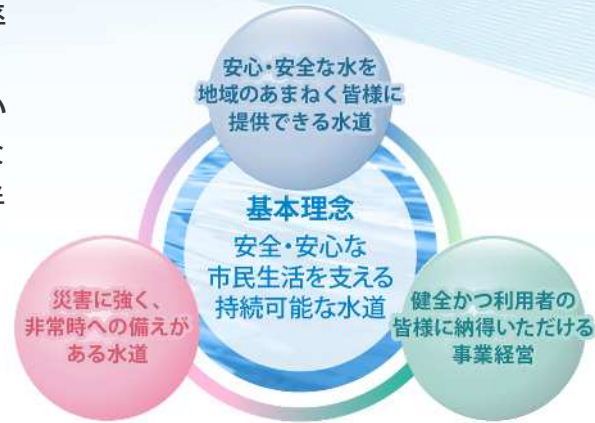 安心・安全な水を
地域のあまねく皆様に
提供できる水道
基本理念
安全・安心な
市民生活を支える
持続可能な水道
災害に強く、
非常時への備えが
ある水道
健全かつ利用者の
皆様に納得いただける
事業経営